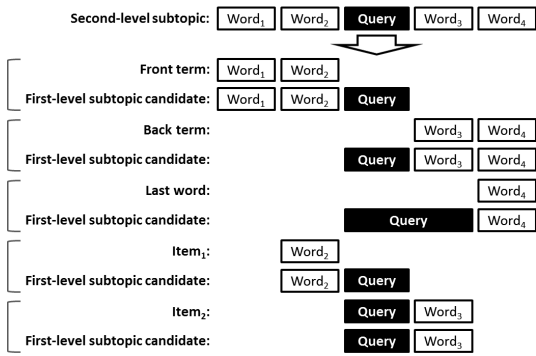 Second-level subtopic: Word₁ Word₂ Query Word₃ Word₄
Front term: Word₁ Word₂
First-level subtopic candidate: Word₁ Word₂ Query
Back term: Word₃ Word₄
First-level subtopic candidate: Query Word₃ Word₄
Last word: Word₄
First-level subtopic candidate: Query Word₄
Item₁: Word₂
First-level subtopic candidate: Word₂ Query
Item₂: Query Word₃
First-level subtopic candidate: Query Word₃